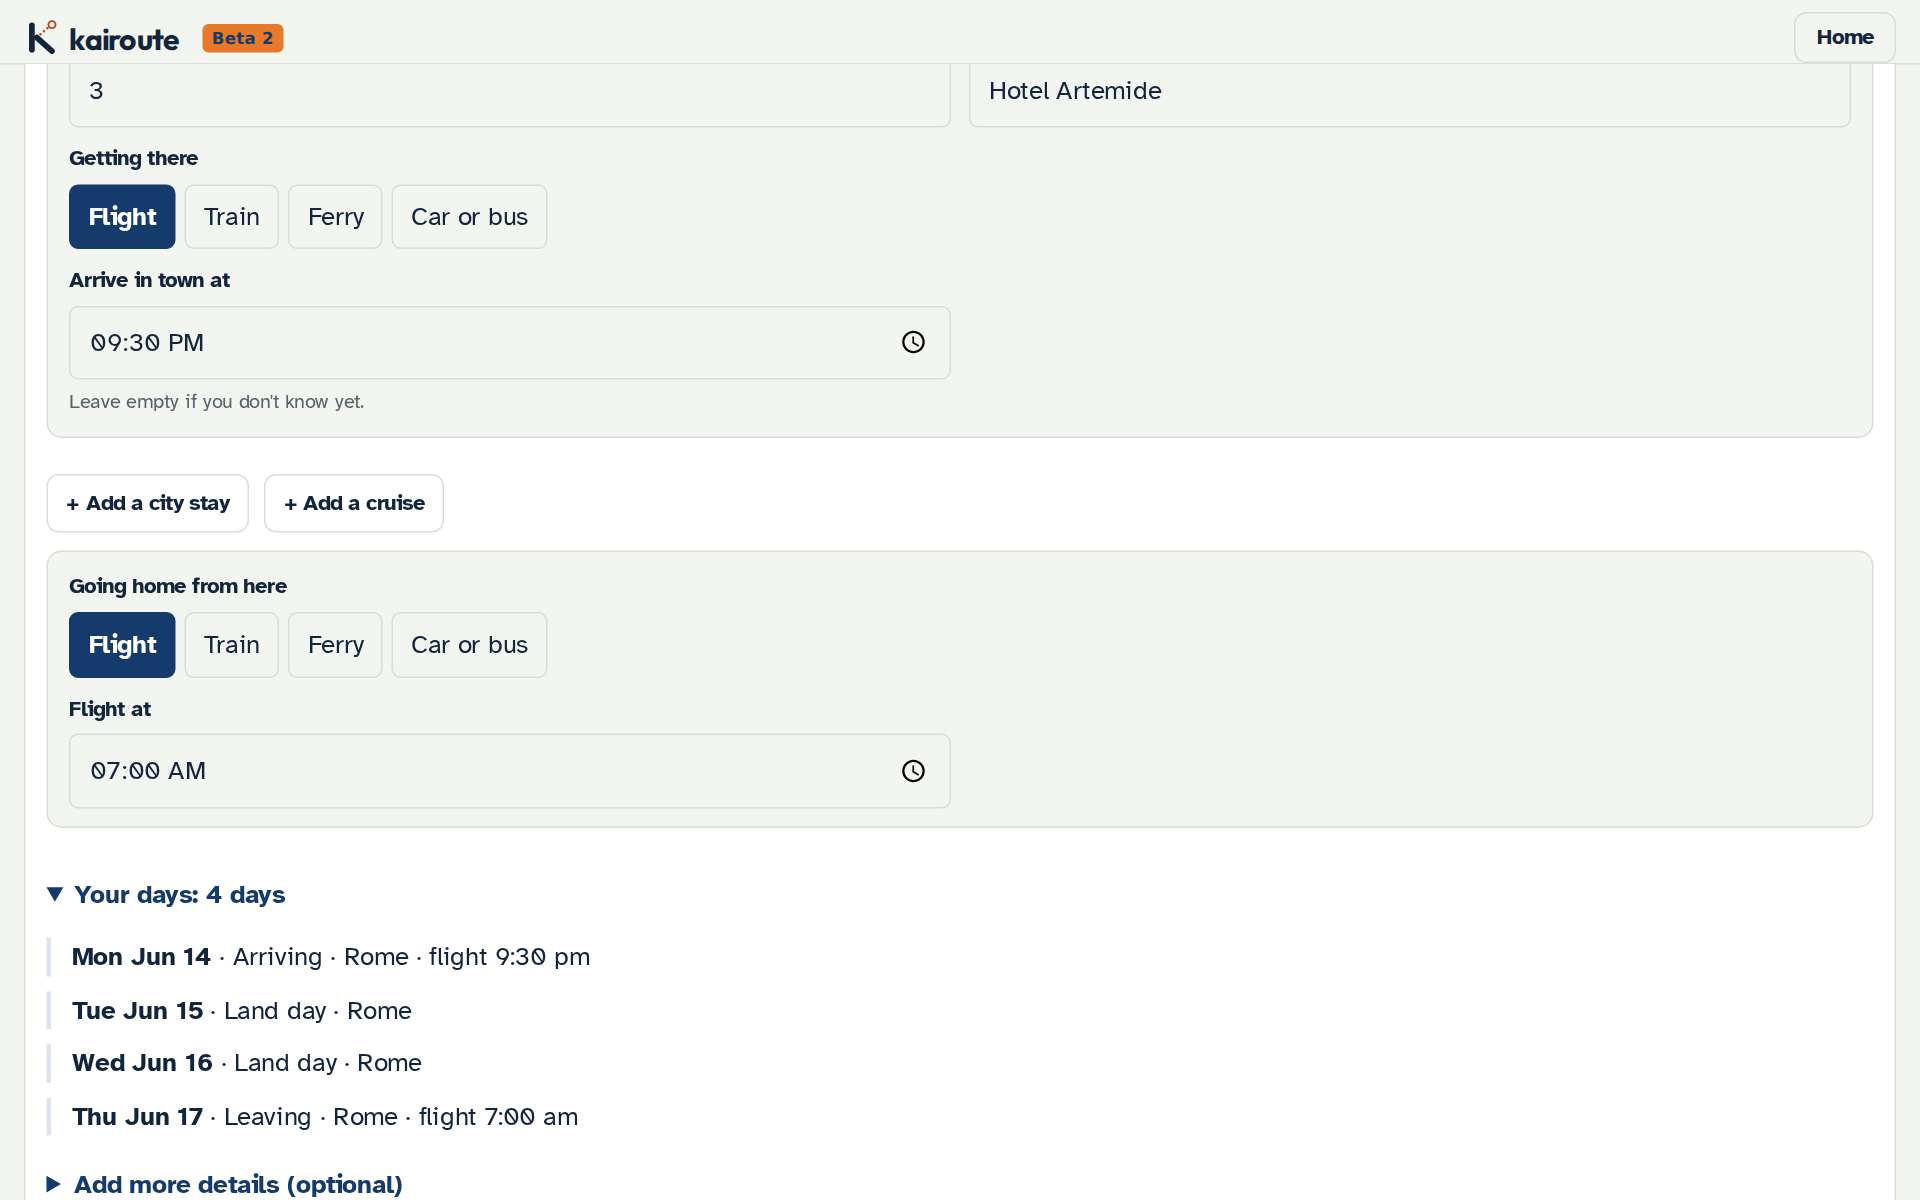 kairoute Beta 2 Home
3 Hotel Artemide
Getting there
Flight Train Ferry Car or bus
Arrive in town at
09:30 PM
Leave empty if you don't know yet.
+ Add a city stay + Add a cruise
Going home from here
Flight Train Ferry Car or bus
Flight at
07:00 AM
▼ Your days: 4 days
Mon Jun 14 · Arriving · Rome · flight 9:30 pm
Tue Jun 15 · Land day · Rome
Wed Jun 16 · Land day · Rome
Thu Jun 17 · Leaving · Rome · flight 7:00 am
▶ Add more details (optional)